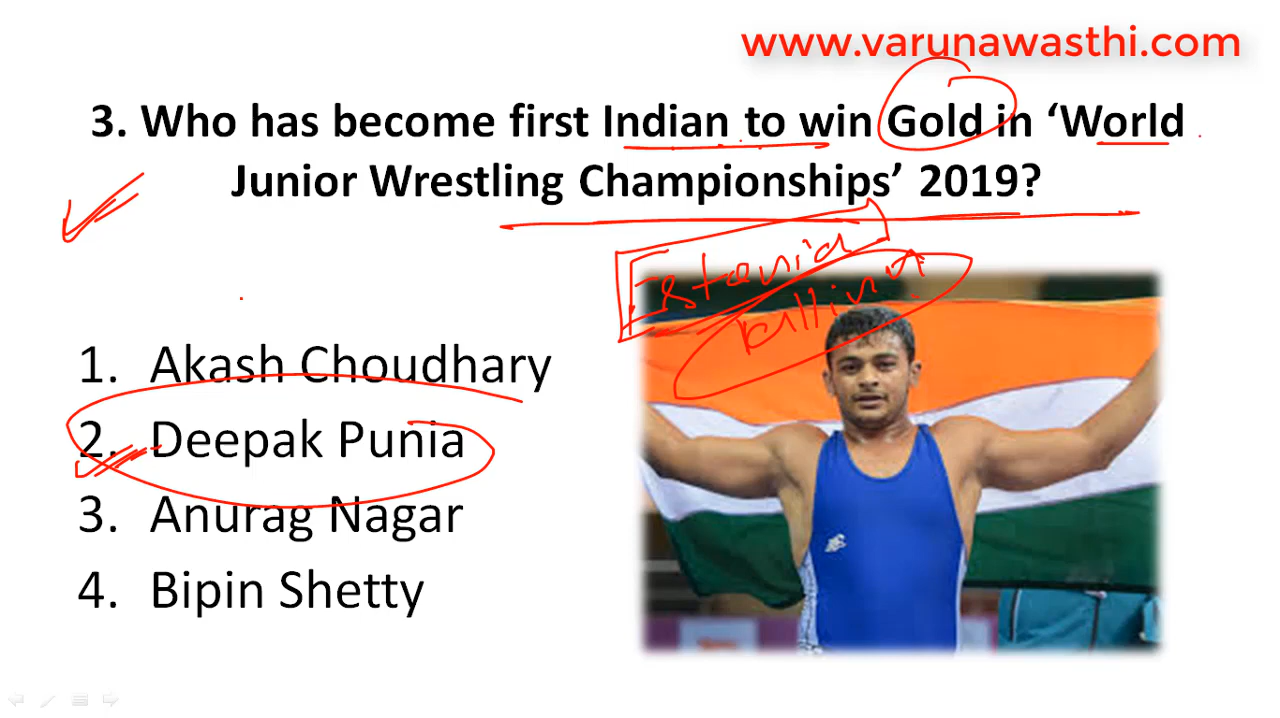 www.varunawasthi.com
3. Who has become first Indian to win Gold in ‘World
Junior Wrestling Championships’ 2019?
Estonia
1. Akash Choudhary
2. Deepak Punia
3. Anurag Nagar
4. Bipin Shetty